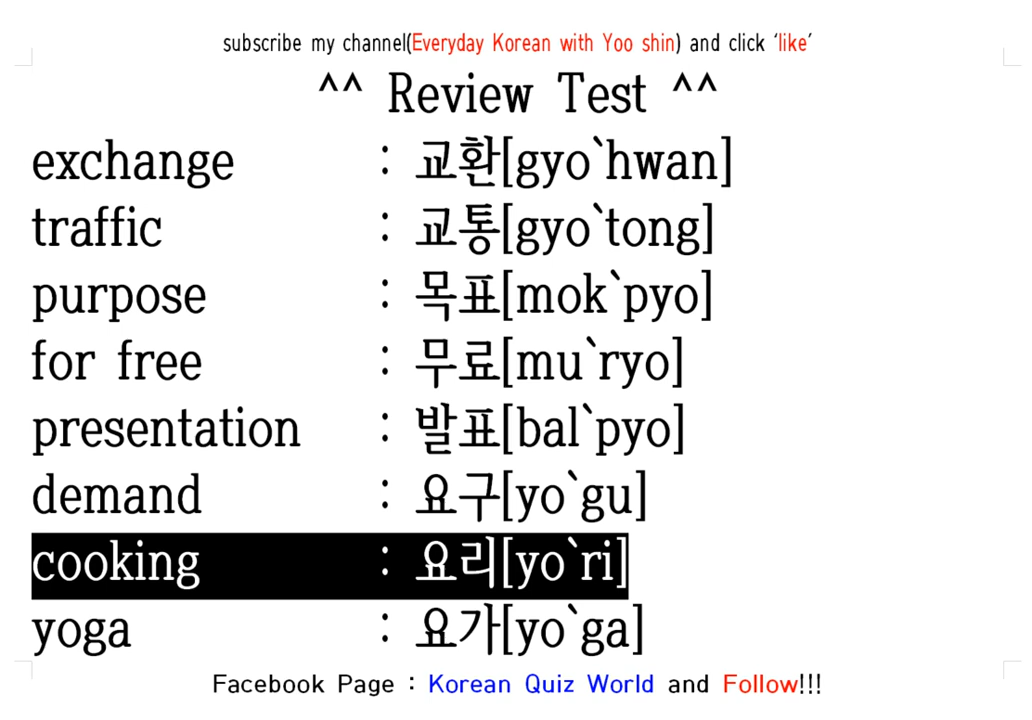 subscribe my channel(Everyday Korean with Yoo shin) and click ‘like’
^^ Review Test ^^
exchange : 교환[gyo`hwan]
traffic : 교통[gyo`tong]
purpose : 목표[mok`pyo]
for free : 무료[mu`ryo]
presentation : 발표[bal`pyo]
demand : 요구[yo`gu]
cooking : 요리[yo`ri]
yoga : 요가[yo`ga]
Facebook Page : Korean Quiz World and Follow!!!